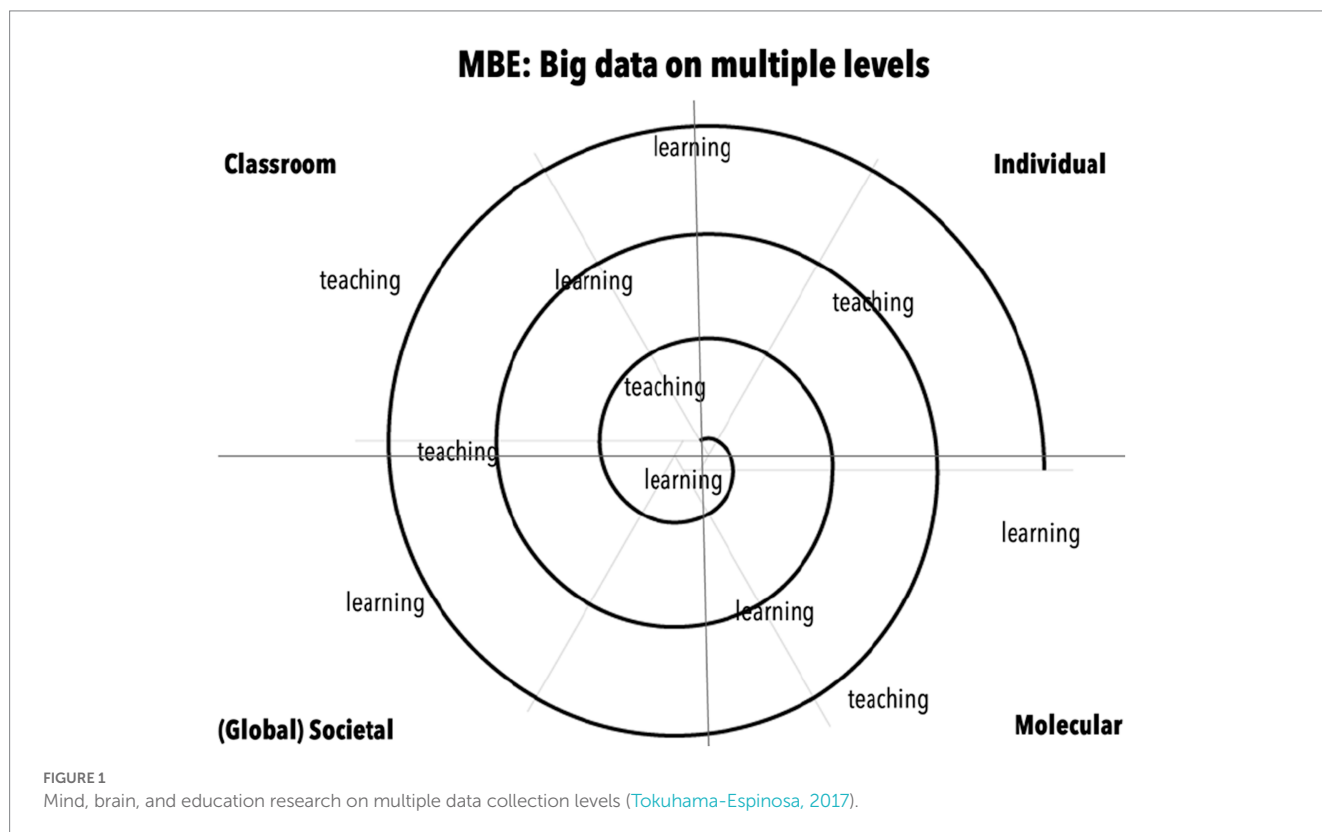 MBE: Big data on multiple levels
learning
Classroom
Individual
teaching
learning
teaching
teaching
teaching
learning
learning
learning
learning
teaching
(Global) Societal
Molecular
FIGURE 1
Mind, brain, and education research on multiple data collection levels (Tokuhama-Espinosa, 2017).